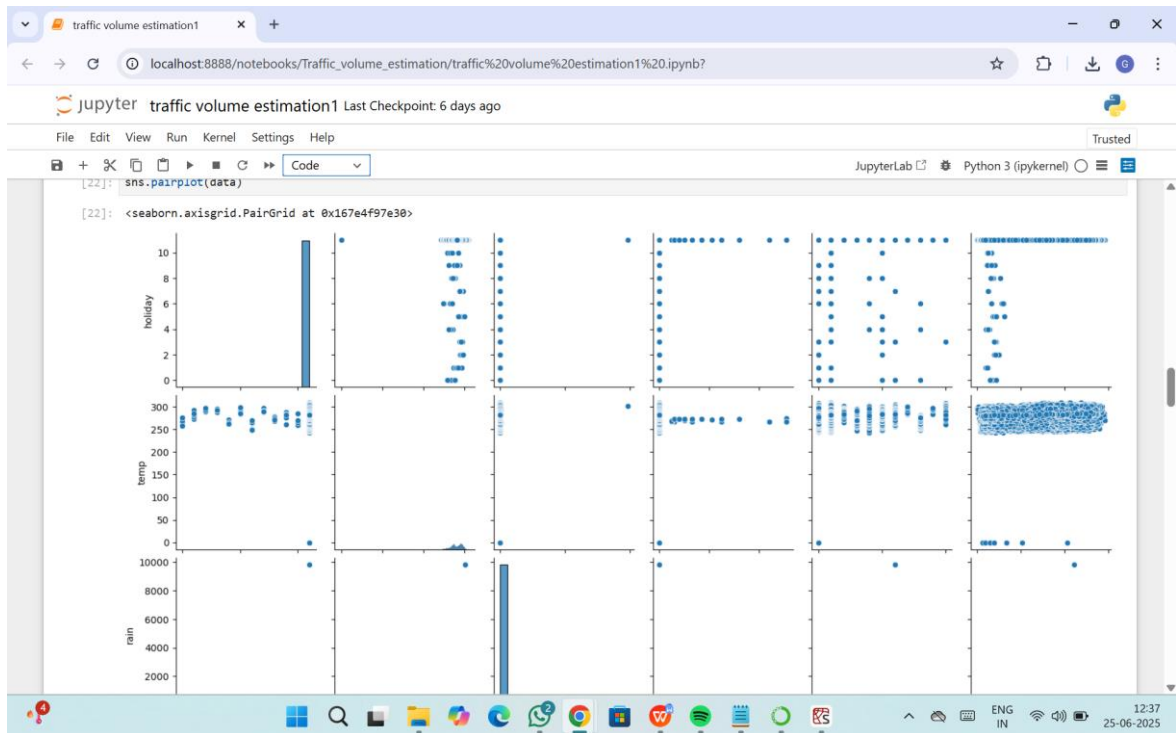 traffic volume estimation1
localhost:8888/notebooks/Traffic_volume_estimation/traffic%20volume%20estimation1%20.ipynb?
G
jupyter traffic volume estimation1 Last Checkpoint: 6 days ago
File Edit View Run Kernel Settings Help
Trusted
Code
JupyterLab
Python 3 (ipykernel)
[22]: sns.pairplot(data)
[22]: <seaborn.axisgrid.PairGrid at 0x167e4f97e30>
10
8
6
4
2
0
holiday
300
250
200
150
100
50
0
temp
10000
8000
6000
4000
2000
rain
4
2
ENG
IN
12:37
25-06-2025